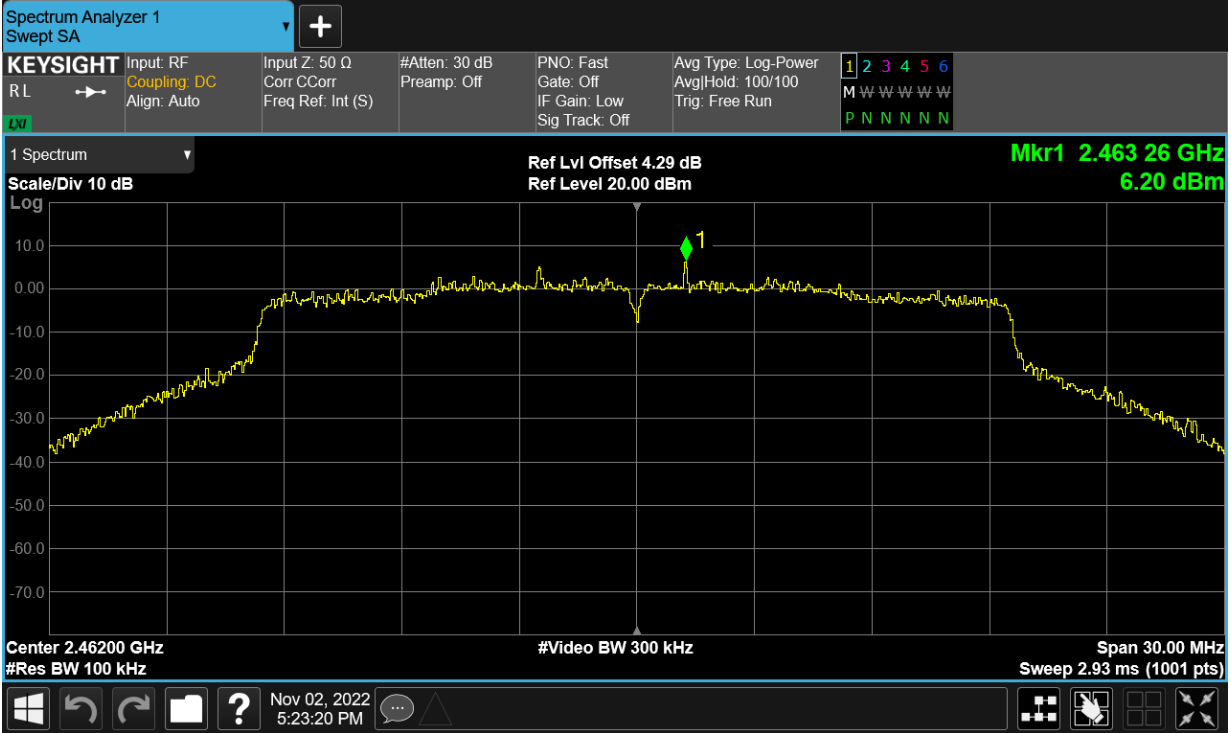 Spectrum Analyzer 1
Swept SA
KEYSIGHT
RL
LXI
Input: RF
Coupling: DC
Align: Auto
Input Z: 50 Ω
Corr CCorr
Freq Ref: Int (S)
#Atten: 30 dB
Preamp: Off
PNO: Fast
Gate: Off
IF Gain: Low
Sig Track: Off
Avg Type: Log-Power
Avg|Hold: 100/100
Trig: Free Run
1 2 3 4 5 6
M W W W W W
P N N N N N
1 Spectrum
Scale/Div 10 dB
Log
Ref Lvl Offset 4.29 dB
Ref Level 20.00 dBm
Mkr1 2.463 26 GHz
6.20 dBm
1
10.0
0.00
-10.0
-20.0
-30.0
-40.0
-50.0
-60.0
-70.0
Center 2.46200 GHz
#Res BW 100 kHz
#Video BW 300 kHz
Span 30.00 MHz
Sweep 2.93 ms (1001 pts)
?
Nov 02, 2022
5:23:20 PM